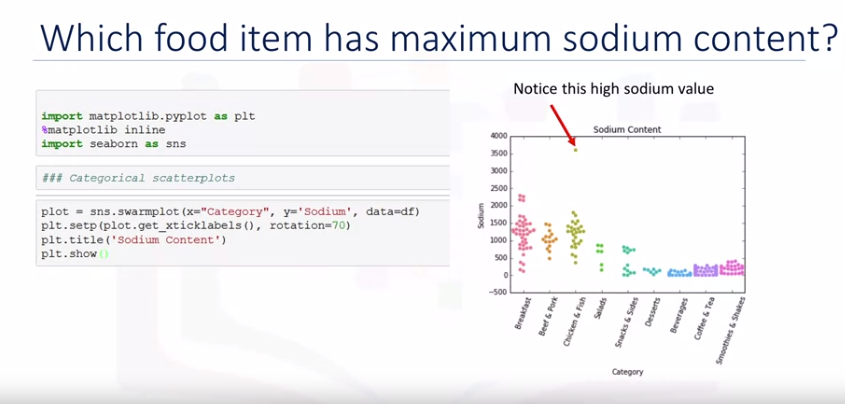 Which food item has maximum sodium content?
import matplotlib.pyplot as plt
%matplotlib inline
import seaborn as sns
### Categorical scatterplots
plot = sns.swarmplot(x="Category", y='Sodium', data=df)
plt.setp(plot.get_xticklabels(), rotation=70)
plt.title('Sodium Content')
plt.show()
Notice this high sodium value
Sodium Content
4000
3500
3000
2500
2000
1500
1000
500
0
−500
Sodium
Breakfast
Beef & Pork
Chicken & Fish
Salads
Snacks & Sides
Desserts
Beverages
Coffee & Tea
Smoothies & Shakes
Category